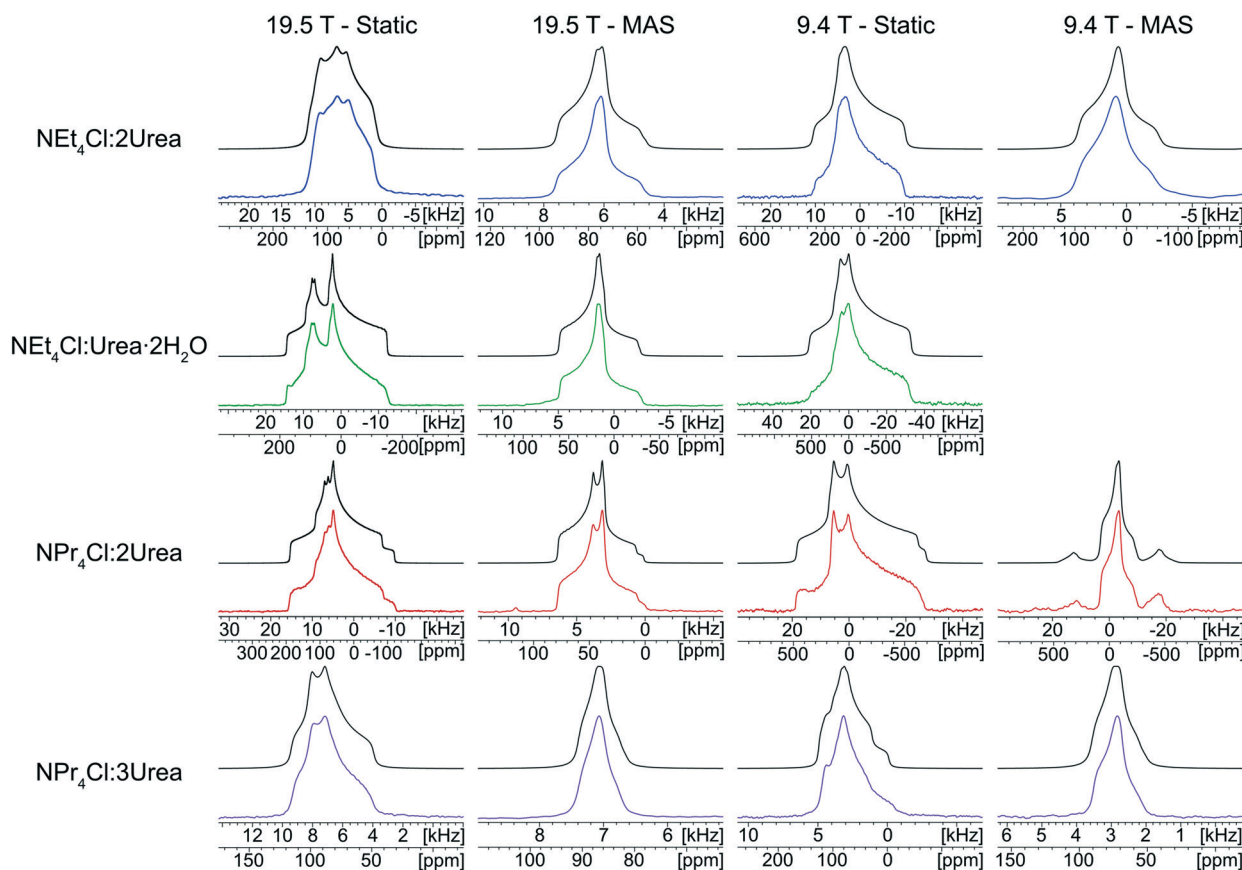 19.5 T - Static 19.5 T - MAS 9.4 T - Static 9.4 T - MAS
NEt₄Cl:2Urea
20 15 10 5 0 -5 [kHz] 10 8 6 4 [kHz] 20 10 0 -10 [kHz] 5 0 -5 [kHz]
200 100 0 [ppm] 120 100 80 60 [ppm] 600 200 0 -200 [ppm] 200 100 0 -100 [ppm]
NEt₄Cl:Urea·2H₂O
20 10 0 -10 [kHz] 10 5 0 -5 [kHz] 40 20 0 -20 -40 [kHz]
200 0 -200 [ppm] 100 50 0 -50 [ppm] 500 0 -500 [ppm]
NPr₄Cl:2Urea
30 20 10 0 -10 [kHz] 10 5 0 [kHz] 20 0 -20 [kHz] 20 0 -20 [kHz]
300 200 100 0 -100 [ppm] 100 50 0 [ppm] 500 0 -500 [ppm] 500 0 -500 [ppm]
NPr₄Cl:3Urea
12 10 8 6 4 2 [kHz] 8 7 6 [kHz] 10 5 0 [kHz] 6 5 4 3 2 1 [kHz]
150 100 50 [ppm] 100 90 80 [ppm] 200 100 0 [ppm] 150 100 50 [ppm]